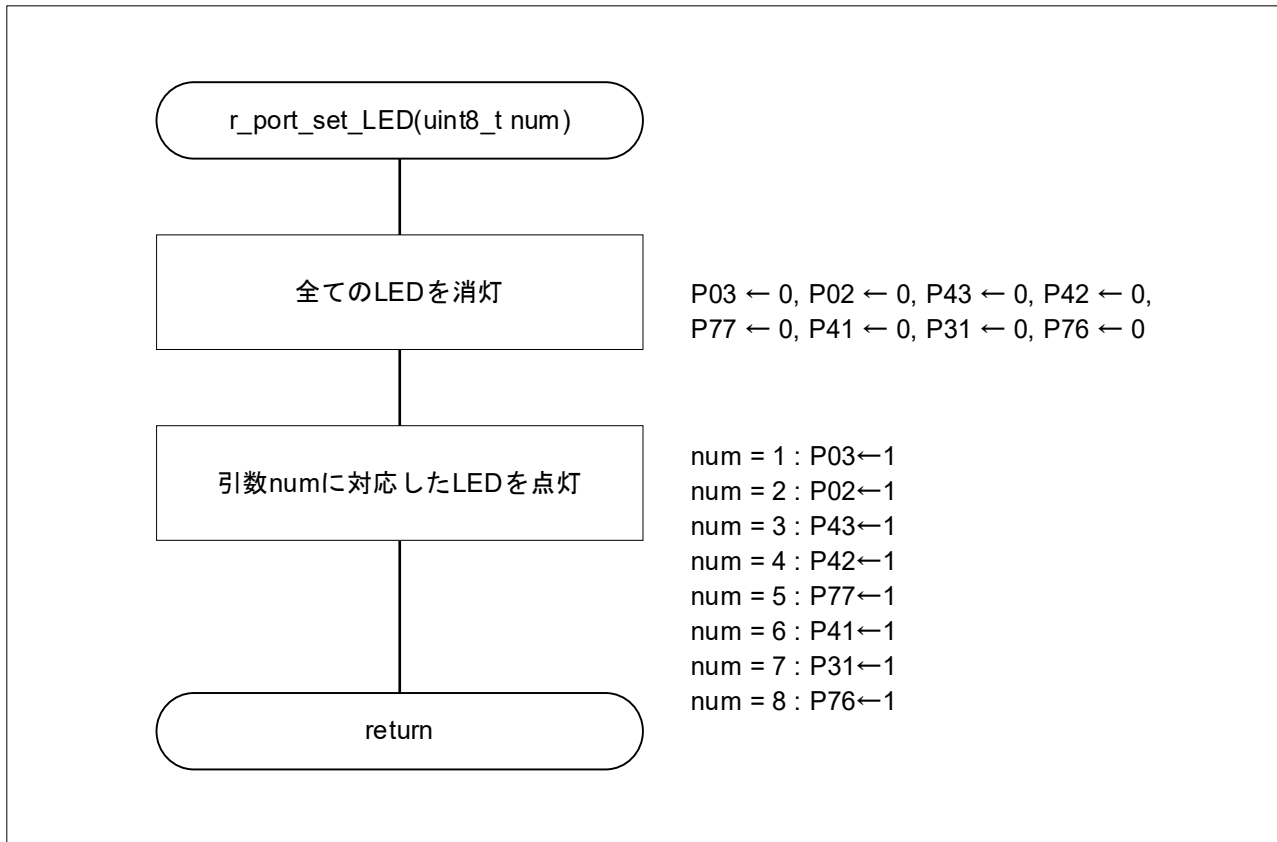 r_port_set_LED(uint8_t num)
全てのLEDを消灯
P03 ← 0, P02 ← 0, P43 ← 0, P42 ← 0,
P77 ← 0, P41 ← 0, P31 ← 0, P76 ← 0
引数numに対応したLEDを点灯
num = 1 : P03←1
num = 2 : P02←1
num = 3 : P43←1
num = 4 : P42←1
num = 5 : P77←1
num = 6 : P41←1
num = 7 : P31←1
num = 8 : P76←1
return